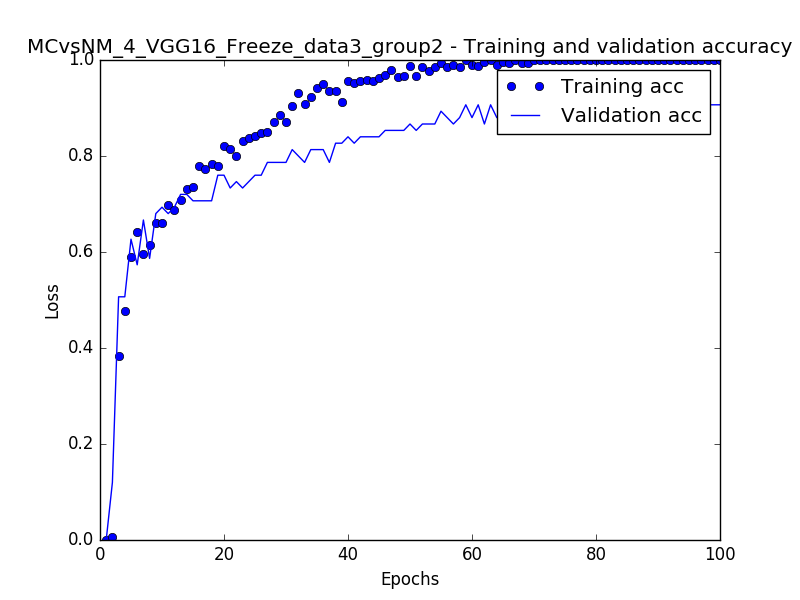 MCvsNM_4_VGG16_Freeze_data3_group2 - Training and validation accuracy
1.0
Training acc
Validation acc
0.8
0.6
Loss
0.4
0.2
0.0
0 20 40 60 80 100
Epochs